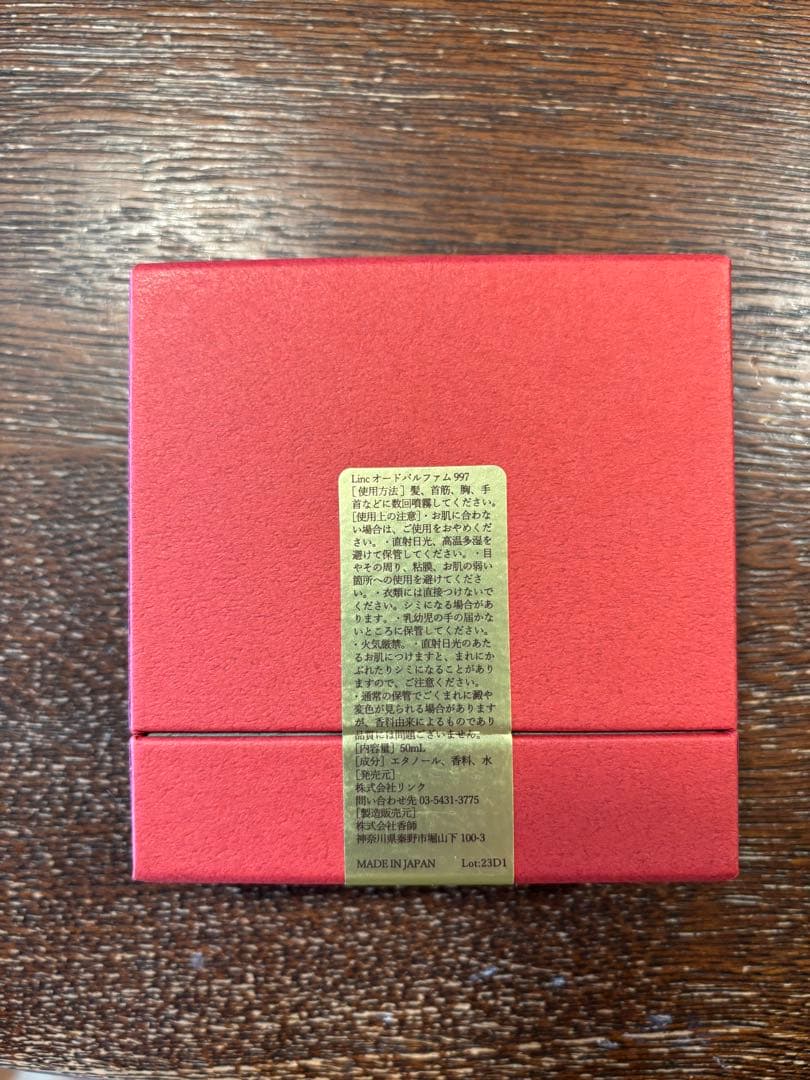 Linc オードパルファム 997
[使用方法] 髪、首筋、胸、手
首などに数回噴霧してください。
[使用上の注意]・お肌に合わな
い場合は、ご使用をおやめくだ
さい。・直射日光、高温多湿を
避けて保管してください。・目
やその周り、粘膜、お肌の弱い
箇所への使用を避けてくださ
い。・衣類には直接つけないで
ください。シミになる場合があ
ります。・乳幼児の手の届かな
いところに保管してください。
・火気厳禁。・直射日光のあた
るお肌につけますと、まれにか
ぶれたりシミになることがあり
ますので、ご注意ください。
・通常の保管でごくまれに澱や
変色が見られる場合があります
が、香料由来によるものであり
品質には問題ございません。
[内容量] 50mL
[成分] エタノール、香料、水
[発売元]
株式会社リンク
問い合わせ先 03-5431-3775
[製造販売元]
株式会社香師
神奈川県秦野市堀山下 100-3
MADE IN JAPAN Lot:23D1